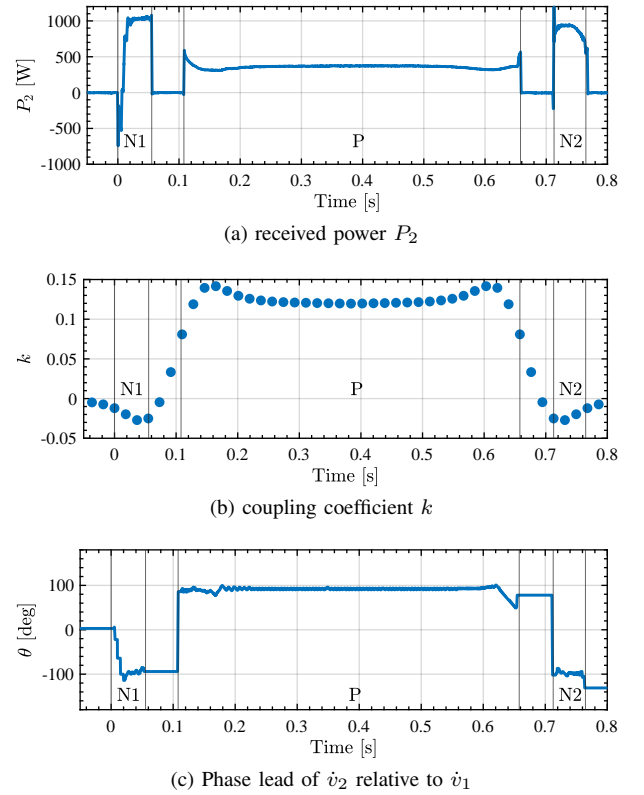 1000
500
0
-500
-1000
P₂ [W]
N1
P
N2
0 0.1 0.2 0.3 0.4 0.5 0.6 0.7 0.8
Time [s]
(a) received power P₂
0.15
0.1
0.05
0
-0.05
k
N1
P
N2
0 0.1 0.2 0.3 0.4 0.5 0.6 0.7 0.8
Time [s]
(b) coupling coefficient k
100
0
-100
θ [deg]
N1
P
N2
0 0.1 0.2 0.3 0.4 0.5 0.6 0.7 0.8
Time [s]
(c) Phase lead of v̇₂ relative to v̇₁